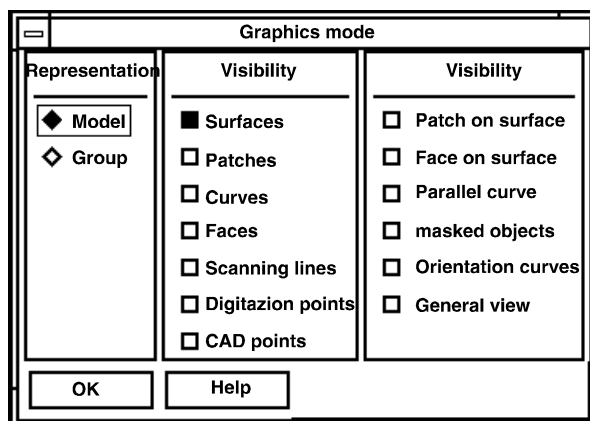 Graphics mode
Representation
Model
Group
Visibility
Surfaces
Patches
Curves
Faces
Scanning lines
Digitazion points
CAD points
Visibility
Patch on surface
Face on surface
Parallel curve
masked objects
Orientation curves
General view
OK
Help